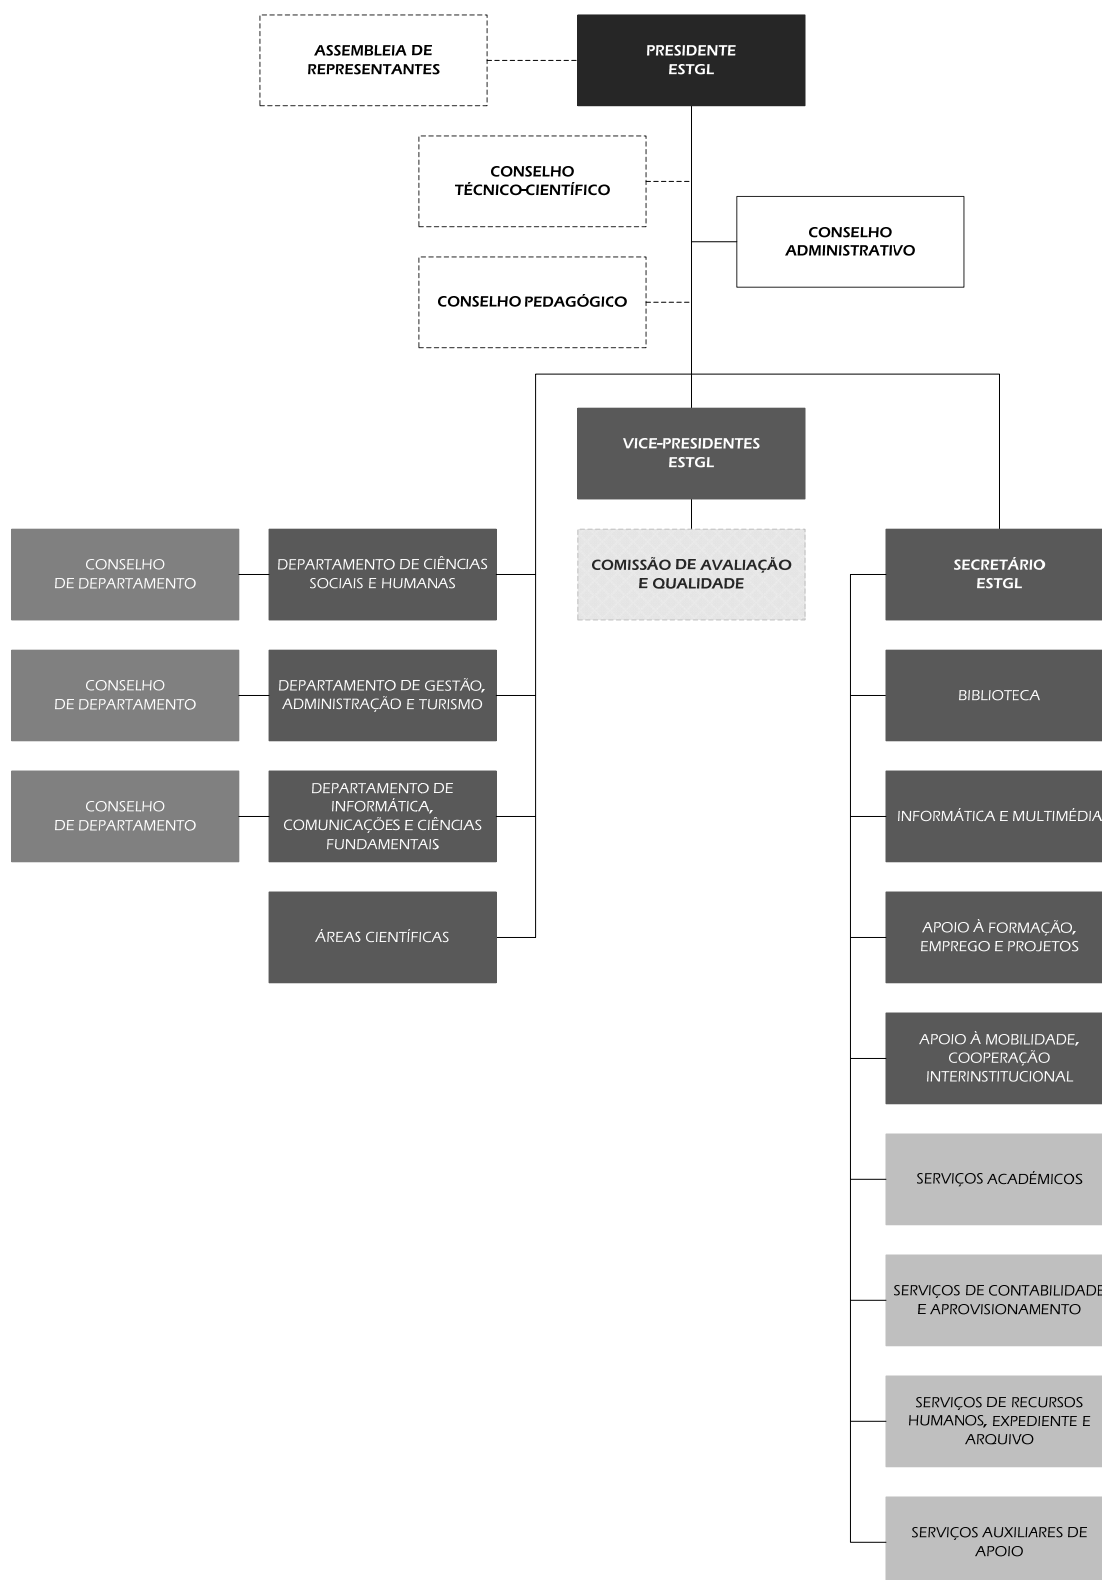 ASSEMBLEIA DE
REPRESENTANTES
PRESIDENTE
ESTGL
CONSELHO
TÉCNICO-CIENTÍFICO
CONSELHO
ADMINISTRATIVO
CONSELHO PEDAGÓGICO
VICE-PRESIDENTES
ESTGL
CONSELHO
DE DEPARTAMENTO
DEPARTAMENTO DE CIÊNCIAS
SOCIAIS E HUMANAS
COMISSÃO DE AVALIAÇÃO
E QUALIDADE
SECRETÁRIO
ESTGL
CONSELHO
DE DEPARTAMENTO
DEPARTAMENTO DE GESTÃO,
ADMINISTRAÇÃO E TURISMO
BIBLIOTECA
CONSELHO
DE DEPARTAMENTO
DEPARTAMENTO DE
INFORMÁTICA,
COMUNICAÇÕES E CIÊNCIAS
FUNDAMENTAIS
INFORMÁTICA E MULTIMÉDIA
ÁREAS CIENTÍFICAS
APOIO À FORMAÇÃO,
EMPREGO E PROJETOS
APOIO À MOBILIDADE,
COOPERAÇÃO
INTERINSTITUCIONAL
SERVIÇOS ACADÉMICOS
SERVIÇOS DE CONTABILIDADE
E APROVISIONAMENTO
SERVIÇOS DE RECURSOS
HUMANOS, EXPEDIENTE E
ARQUIVO
SERVIÇOS AUXILIARES DE
APOIO